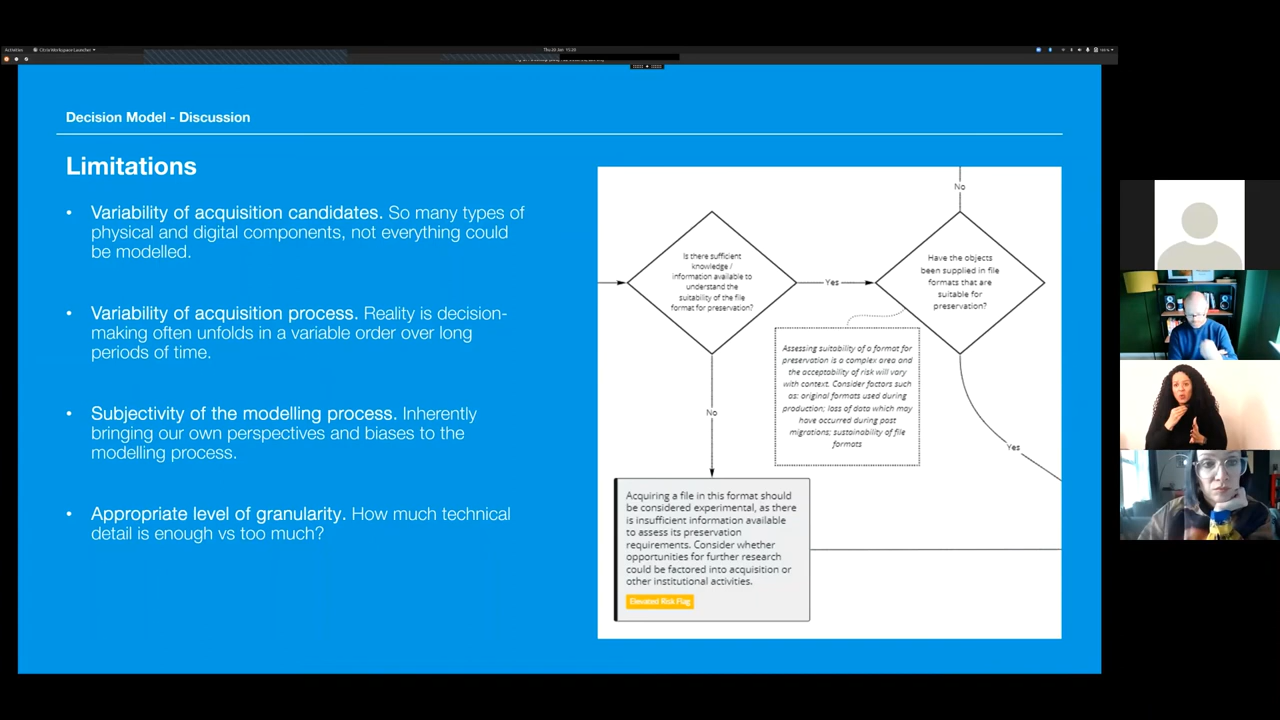 Activities
Citrix Workspace Launcher
Decision Model - Discussion
Limitations
• Variability of acquisition candidates. So many types of
physical and digital components, not everything could
be modelled.
• Variability of acquisition process. Reality is decision-
making often unfolds in a variable order over long
periods of time.
• Subjectivity of the modelling process. Inherently
bringing our own perspectives and biases to the
modelling process.
• Appropriate level of granularity. How much technical
detail is enough vs too much?
No
Is there sufficient
knowledge /
information available to
understand the
suitability of the file
format for preservation?
Yes
Have the objects
been supplied in file
formats that are
suitable for
preservation?
Assessing suitability of a format for
preservation is a complex area and
the acceptability of risk will vary
with context. Consider factors such
as: original formats used during
production; loss of data which may
have occurred during past
migrations; sustainability of file
formats
No
Yes
Acquiring a file in this format should
be considered experimental, as there
is insufficient information available
to assess its preservation
requirements. Consider whether
opportunities for further research
could be factored into acquisition or
other institutional activities.
Elevated Risk Flag